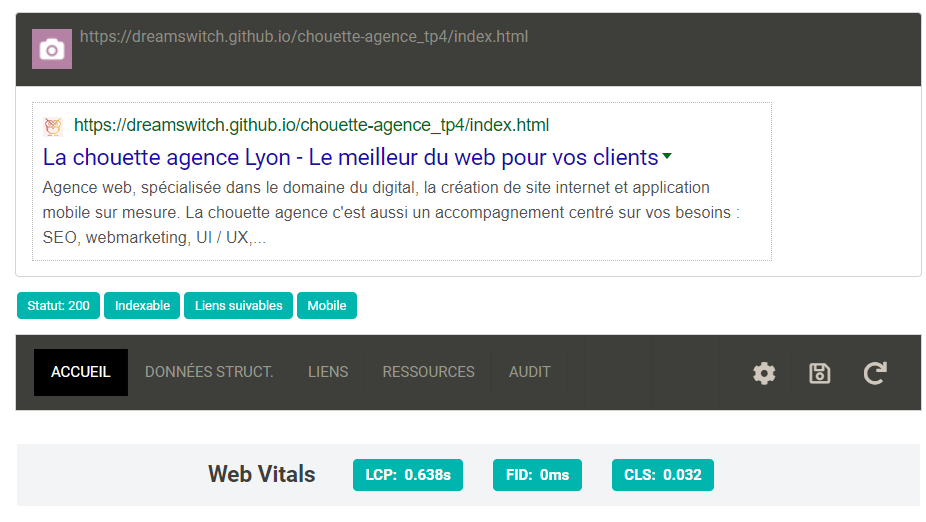 https://dreamswitch.github.io/chouette-agence_tp4/index.html
https://dreamswitch.github.io/chouette-agence_tp4/index.html
La chouette agence Lyon - Le meilleur du web pour vos clients
Agence web, spécialisée dans le domaine du digital, la création de site internet et application
mobile sur mesure. La chouette agence c'est aussi un accompagnement centré sur vos besoins :
SEO, webmarketing, UI / UX,...
Statut: 200 Indexable Liens suivables Mobile
ACCUEIL DONNÉES STRUCT. LIENS RESSOURCES AUDIT
Web Vitals LCP: 0.638s FID: 0ms CLS: 0.032